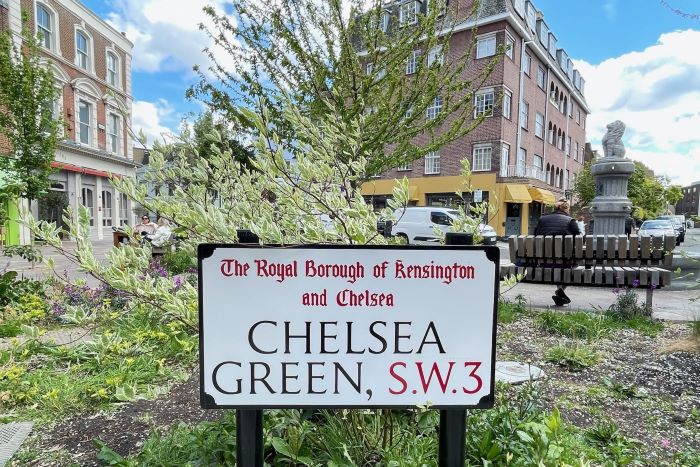 The Royal Borough of Kensington
and Chelsea
CHELSEA
GREEN, S.W.3